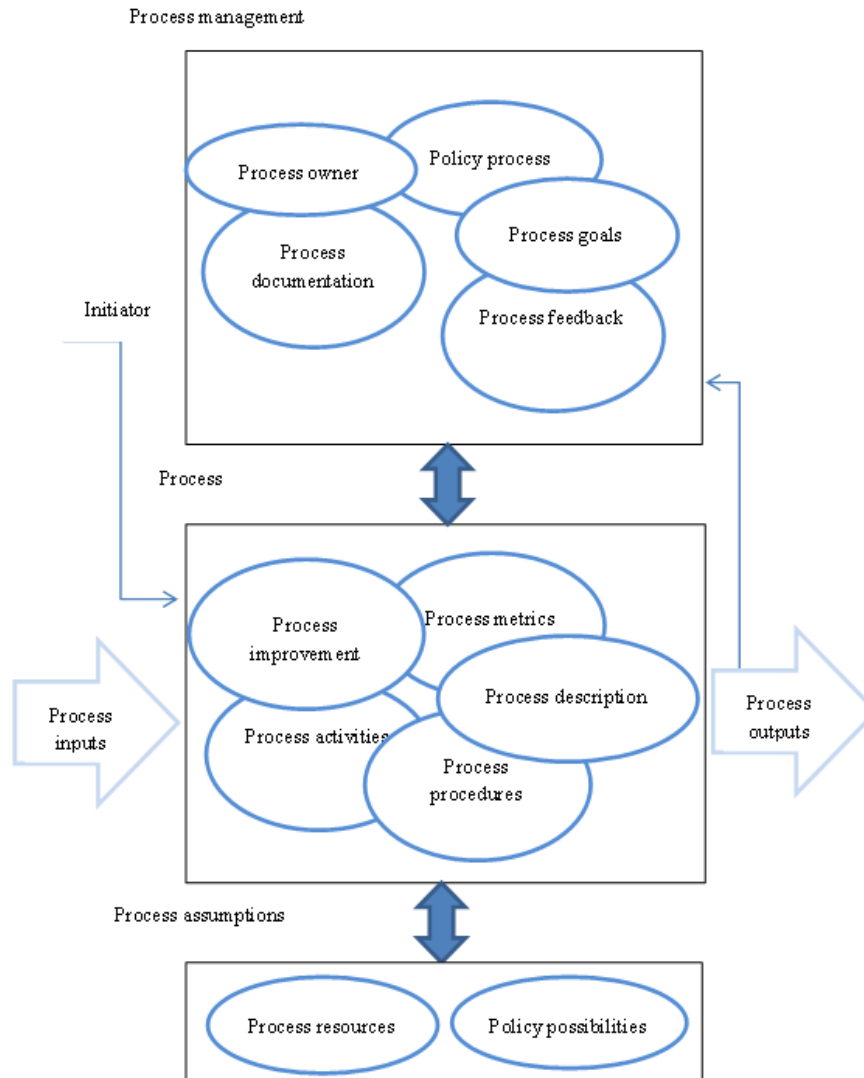 Process management
Policy process
Process owner
Process goals
Process
documentation
Initiator
Process feedback
Process
Process metrics
Process
improvement
Process description
Process
inputs
Process activities
Process
outputs
Process
procedures
Process assumptions
Process resources
Policy possibilities